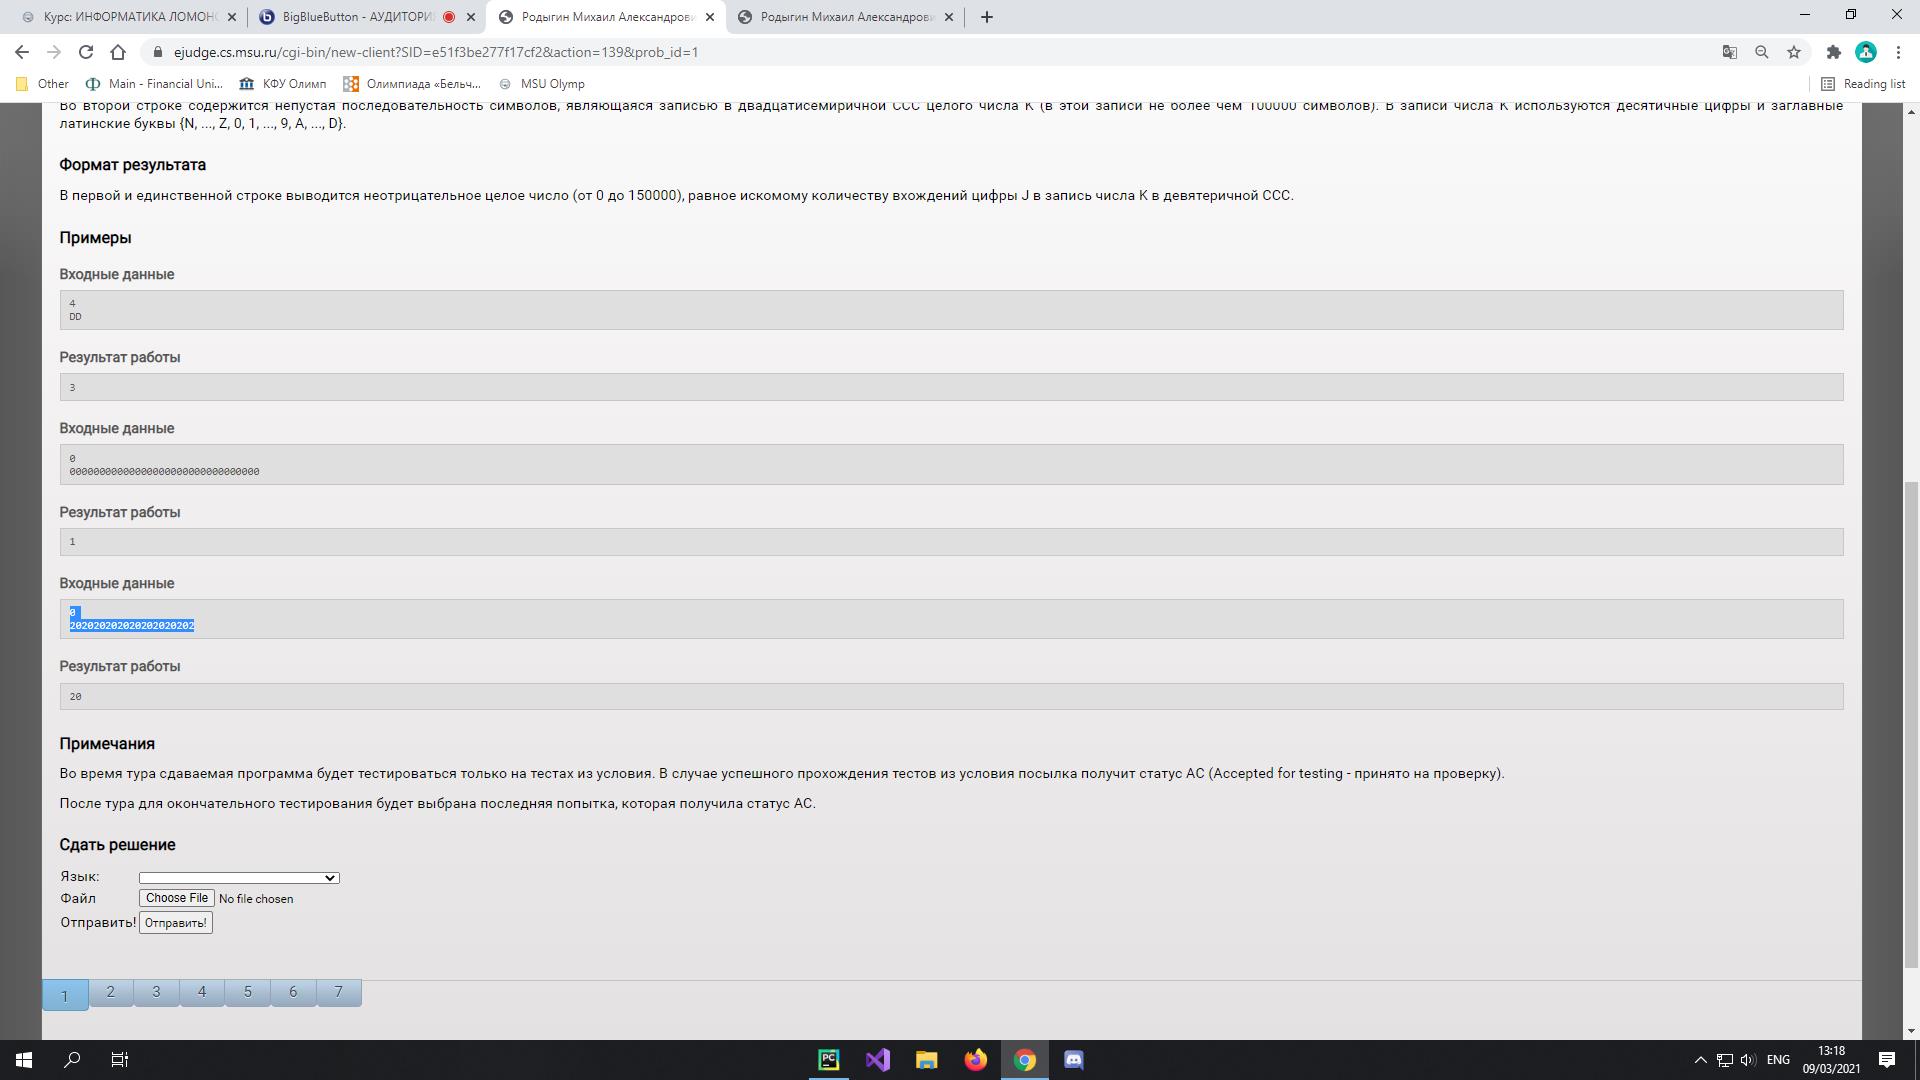 Курс: ИНФОРМАТИКА ЛОМОНО
BigBlueButton - АУДИТОРИ
Родыгин Михаил Александрови
Родыгин Михаил Александрови
ejudge.cs.msu.ru/cgi-bin/new-client?SID=e51f3be277f17cf2&action=139&prob_id=1
Other
Main - Financial Uni...
КФУ Олимп
Олимпиада «Бельч...
MSU Olymp
Reading list
Во второй строке содержится непустая последовательность символов, являющаяся записью в двадцатисемиричной ССС целого числа K (в этой записи не более чем 100000 символов). В записи числа K используются десятичные цифры и заглавные
латинские буквы {N, ..., Z, 0, 1, ..., 9, A, ..., D}.
Формат результата
В первой и единственной строке выводится неотрицательное целое число (от 0 до 150000), равное искомому количеству вхождений цифры J в запись числа K в девятеричной ССС.
Примеры
Входные данные
4
DD
Результат работы
3
Входные данные
0
Результат работы
1
Входные данные
0
202020202020202020202
Результат работы
20
Примечания
Во время тура сдаваемая программа будет тестироваться только на тестах из условия. В случае успешного прохождения тестов из условия посылка получит статус AC (Accepted for testing - принято на проверку).
После тура для окончательного тестирования будет выбрана последняя попытка, которая получила статус AC.
Сдать решение
Язык:
Файл
Choose File No file chosen
Отправить!
Отправить!
1 2 3 4 5 6 7
PC
ENG
13:18
09/03/2021